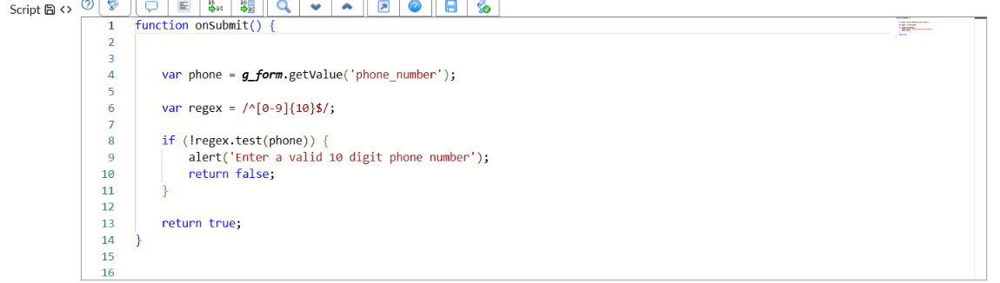 Script
1 function onSubmit() {
2
3
4 var phone = g_form.getValue('phone_number');
5
6 var regex = /^[0-9]{10}$/;
7
8 if (!regex.test(phone)) {
9 alert('Enter a valid 10 digit phone number');
10 return false;
11 }
12
13 return true;
14 }
15
16